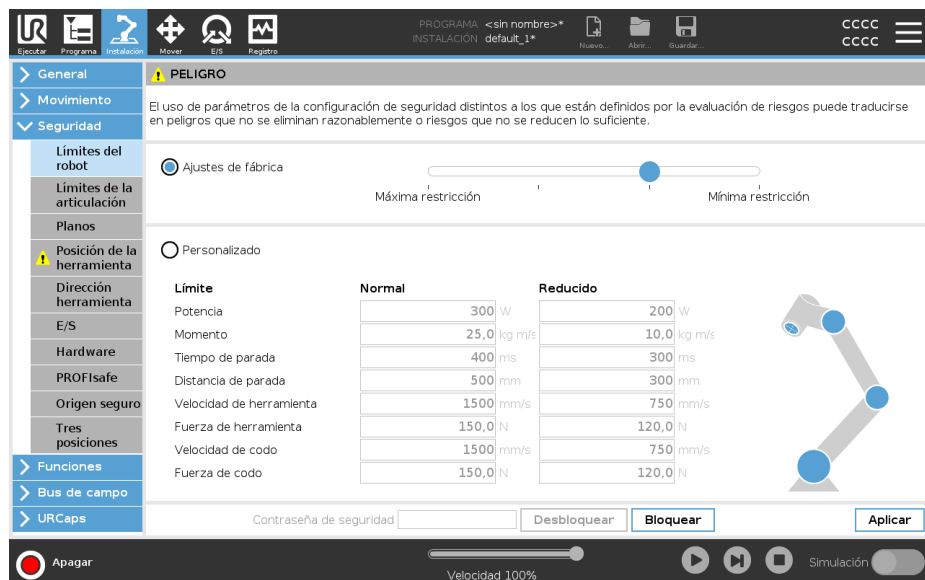 PROGRAMA <sin nombre>*
INSTALACIÓN default_1*
Ejecutar Programa Instalación Mover E/S Registro Nuevo... Abrir... Guardar...
cccc
cccc
General
Movimiento
Seguridad
Límites del
robot
Límites de la
articulación
Planos
Posición de la
herramienta
Dirección
herramienta
E/S
Hardware
PROFIsafe
Origen seguro
Tres
posiciones
Funciones
Bus de campo
URCaps
PELIGRO
El uso de parámetros de la configuración de seguridad distintos a los que están definidos por la evaluación de riesgos puede traducirse
en peligros que no se eliminan razonablemente o riesgos que no se reducen lo suficiente.
Ajustes de fábrica
Máxima restricción Mínima restricción
Personalizado
Límite Normal Reducido
Potencia 300 W 200 W
Momento 25,0 kg m/s 10,0 kg m/s
Tiempo de parada 400 ms 300 ms
Distancia de parada 500 mm 300 mm
Velocidad de herramienta 1500 mm/s 750 mm/s
Fuerza de herramienta 150,0 N 120,0 N
Velocidad de codo 1500 mm/s 750 mm/s
Fuerza de codo 150,0 N 120,0 N
Contraseña de seguridad Desbloquear Bloquear Aplicar
Apagar
Velocidad 100%
Simulación